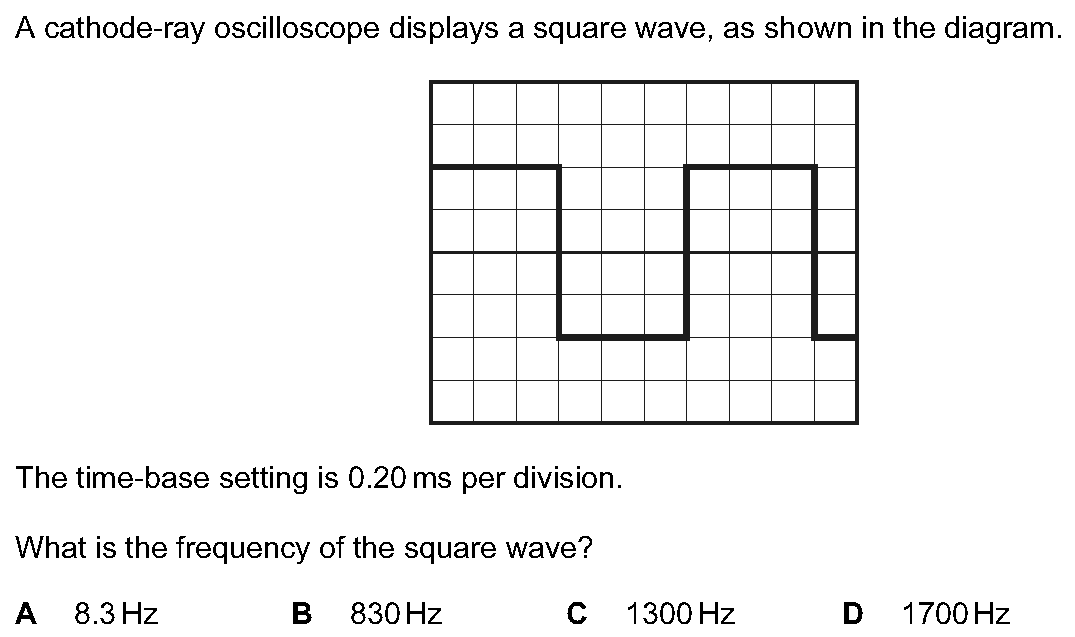 A cathode-ray oscilloscope displays a square wave, as shown in the diagram.
The time-base setting is 0.20 ms per division.
What is the frequency of the square wave?
A 8.3 Hz B 830 Hz C 1300 Hz D 1700 Hz